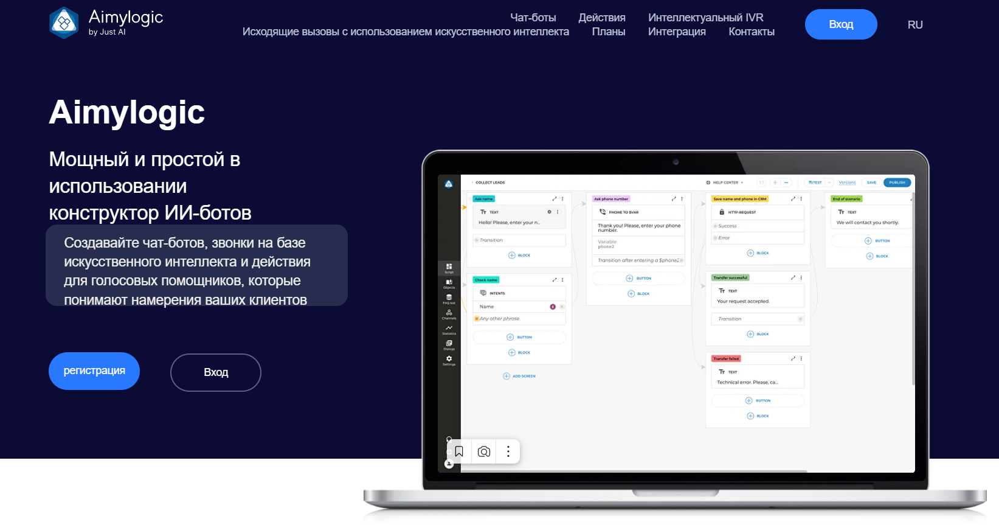 Aimylogic
by Just AI
Чат-боты Действия Интеллектуальный IVR
Исходящие вызовы с использованием искусственного интеллекта Планы Интеграция Контакты
Вход
RU
Aimylogic
Мощный и простой в
использовании
конструктор ИИ-ботов
Создавайте чат-ботов, звонки на базе
искусственного интеллекта и действия
для голосовых помощников, которые
понимают намерения ваших клиентов
регистрация
Вход
COLLECT LEADS
HELP CENTER
1:1
TEST
Versions
SAVE
PUBLISH
Script
Objects
FAQ bot
Channels
Statistics
Dialogs
Settings
Ask name
TEXT
Hello! Please, enter your n...
Transition
BLOCK
Check name
INTENTS
Name
Any other phrase
BUTTON
BLOCK
ADD SCREEN
Ask phone number
PHONE TO $VAR
Thank you! Please, enter your phone
number.
Variable:
phone2
Transition after entering a $phone2
BUTTON
BLOCK
Save name and phone in CRM
HTTP-REQUEST
Success
Error
BLOCK
Transfer successful
TEXT
Your request accepted.
Transition
BLOCK
Transfer failed
TEXT
Technical error. Please, ca...
BUTTON
BLOCK
End of scenario
TEXT
We will contact you shortly.
BUTTON
BLOCK